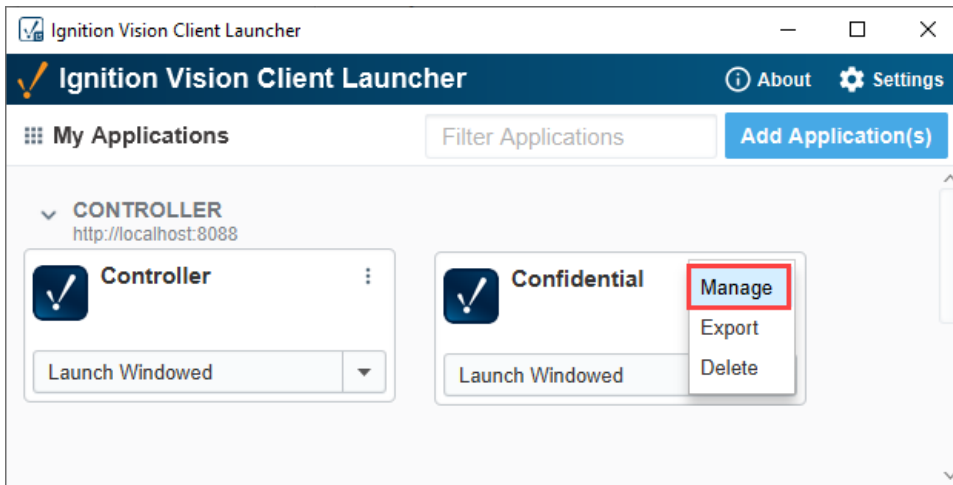 Ignition Vision Client Launcher
Ignition Vision Client Launcher
About
Settings
My Applications
Filter Applications
Add Application(s)
CONTROLLER
http://localhost:8088
Controller
Confidential
Manage
Export
Delete
Launch Windowed
Launch Windowed